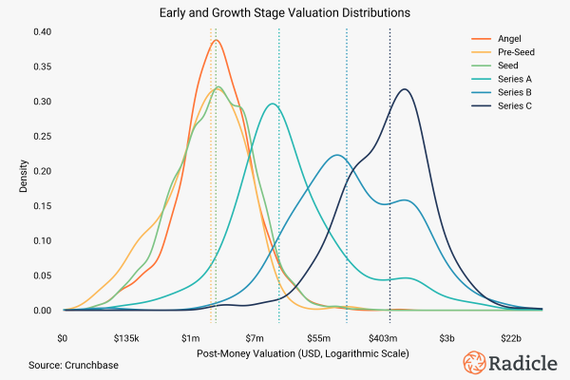 Early and Growth Stage Valuation Distributions
0.40
0.35
0.30
0.25
0.20
0.15
0.10
0.05
0.00
Density
Angel
Pre-Seed
Seed
Series A
Series B
Series C
$0 $135k $1m $7m $55m $403m $3b $22b
Post-Money Valuation (USD, Logarithmic Scale)
Source: Crunchbase
Radicle